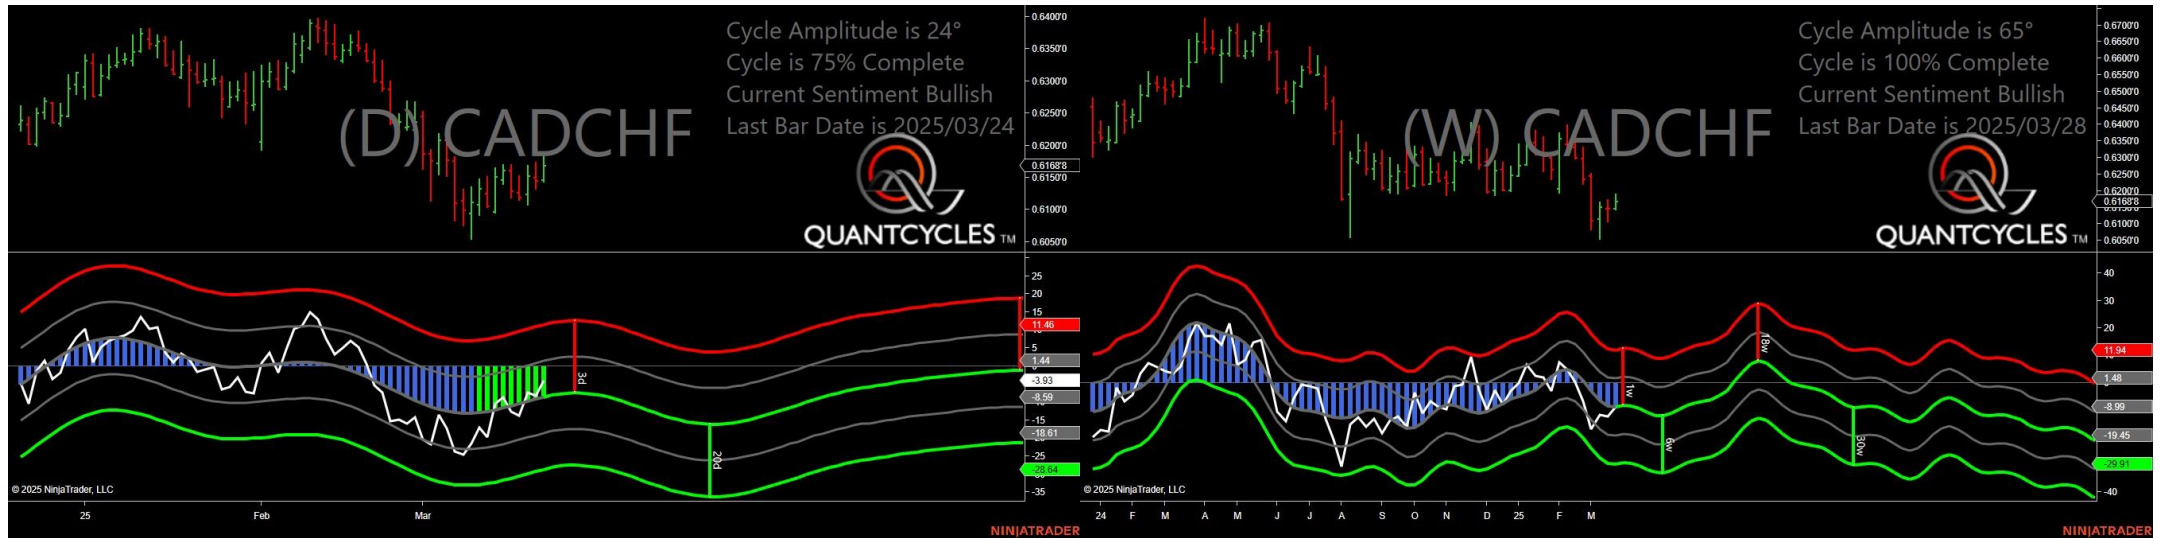 Cycle Amplitude is 24°
Cycle is 75% Complete
Current Sentiment Bullish
Last Bar Date is 2025/03/24
(D) CADCHF
QUANTCYCLES TM
0.6400'0
0.6350'0
0.6300'0
0.6250'0
0.6200'0
0.6168'8
0.6150'0
0.6100'0
0.6050'0
25
20
15
11.46
5
1.44
-3.93
-8.59
-15
-18.61
-25
-28.64
-35
3d
20d
© 2025 NinjaTrader, LLC
25 Feb Mar
NINJATRADER
Cycle Amplitude is 65°
Cycle is 100% Complete
Current Sentiment Bullish
Last Bar Date is 2025/03/28
(W) CADCHF
QUANTCYCLES TM
0.6700'0
0.6650'0
0.6600'0
0.6550'0
0.6500'0
0.6450'0
0.6400'0
0.6350'0
0.6300'0
0.6250'0
0.6200'0
0.6168'8
0.6100'0
0.6050'0
40
30
20
11.94
1.48
-8.99
-19.45
-29.91
-40
1w
6w
18w
30w
© 2025 NinjaTrader, LLC
24 F M A M J J A S O N D 25 F M
NINJATRADER